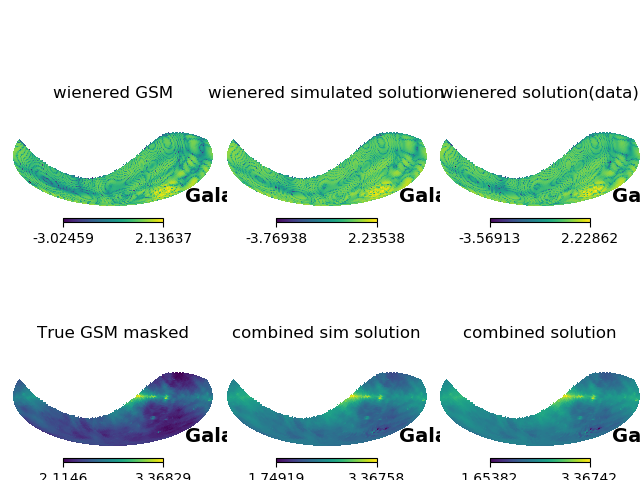 wienered GSM
wienered simulated solution
wienered solution(data)
Gala
Gala
Ga
-3.02459 2.13637
-3.76938 2.23538
-3.56913 2.22862
True GSM masked
combined sim solution
combined solution
Gala
Gala
Ga
2.1146 3.36829
1.74919 3.36758
1.65382 3.36742